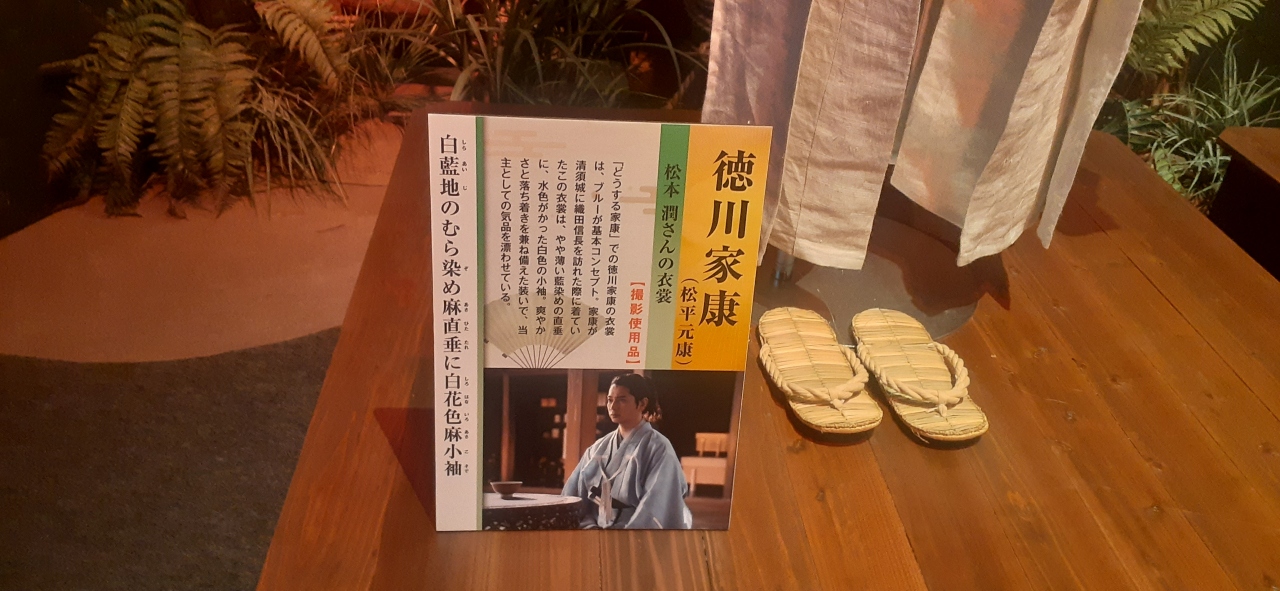 徳川家康
(松平元康)
松本 潤さんの衣裳
【撮影使用品】
「どうする家康」での徳川家康の衣裳
は、ブルーが基本コンセプト。家康が
清須城に織田信長を訪れた際に着てい
たこの衣裳は、やや薄い藍染めの直垂
に、水色がかった白色の小袖。爽やか
さと落ち着きを兼ね備えた装いで、当
主としての気品を漂わせている。
白藍地のむら染め麻直垂に白花色麻小袖